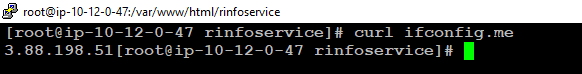 root@ip-10-12-0-47:/var/www/html/rinfoservice
[root@ip-10-12-0-47 rinfoservice]# curl ifconfig.me
3.88.198.51[root@ip-10-12-0-47 rinfoservice]#